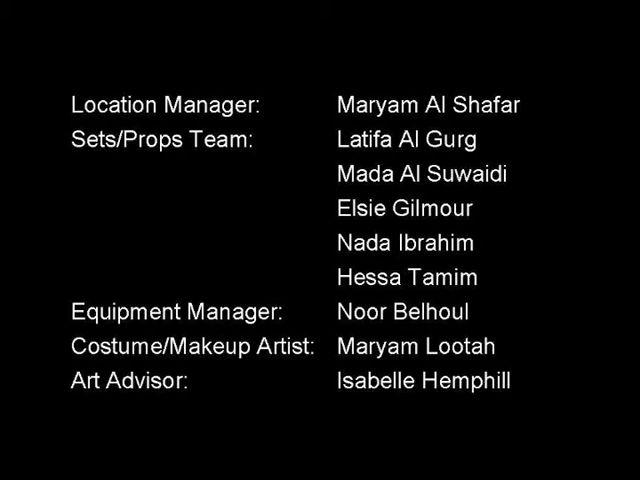 Location Manager: Maryam Al Shafar
Sets/Props Team: Latifa Al Gurg
Mada Al Suwaidi
Elsie Gilmour
Nada Ibrahim
Hessa Tamim
Equipment Manager: Noor Belhoul
Costume/Makeup Artist: Maryam Lootah
Art Advisor: Isabelle Hemphill